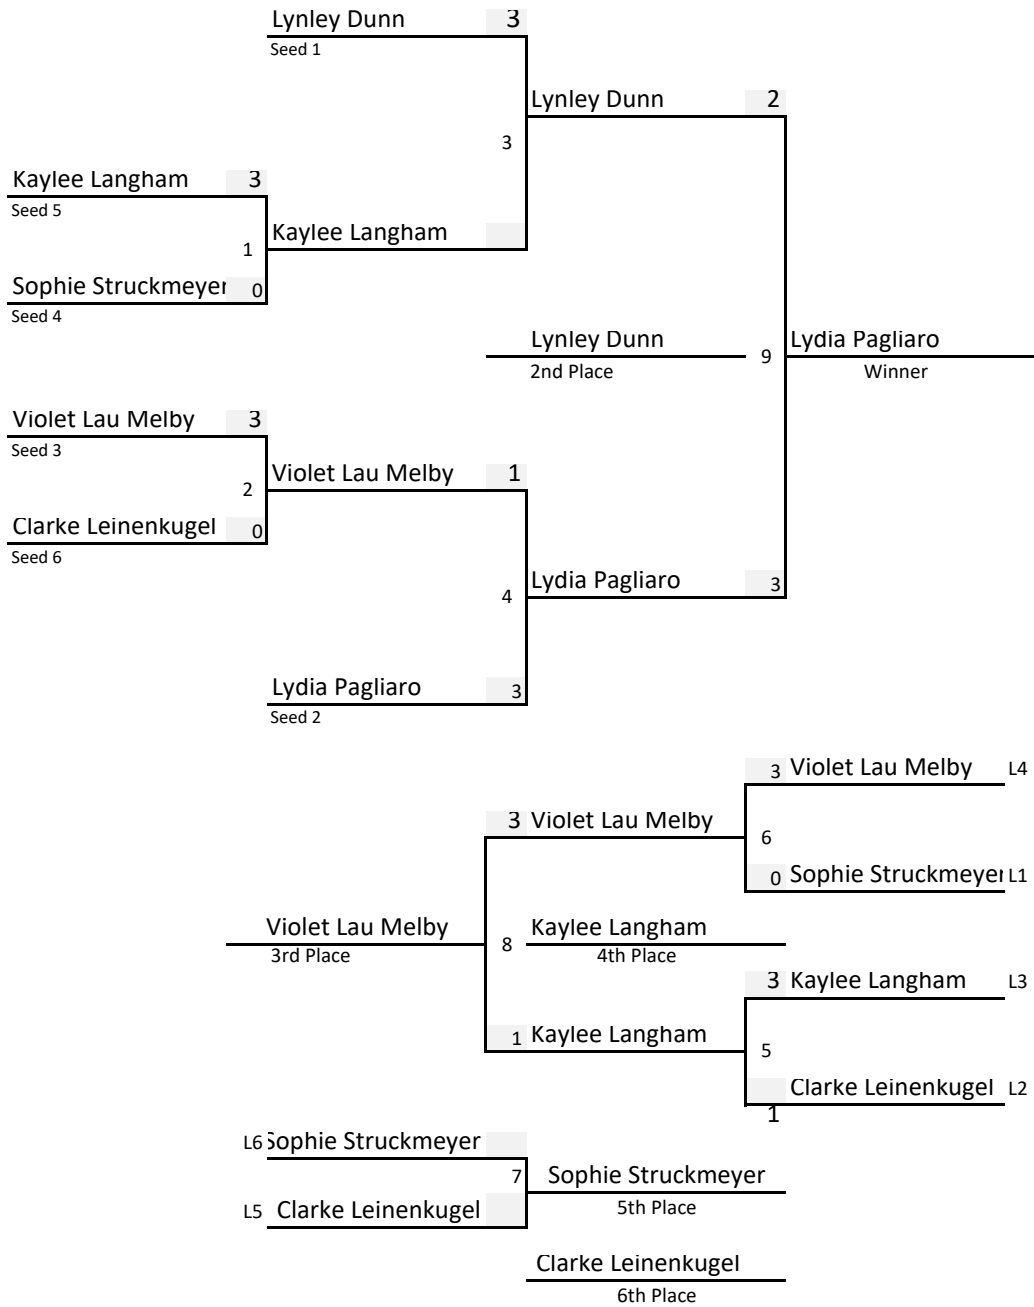 Lynley Dunn 3
Seed 1
Lynley Dunn 2
3
Kaylee Langham 3
Seed 5
Kaylee Langham
1
Sophie Struckmeyer 0
Seed 4
Lynley Dunn
2nd Place
9
Lydia Pagliaro
Winner
Violet Lau Melby 3
Seed 3
Violet Lau Melby 1
2
Clarke Leinenkugel 0
Seed 6
Lydia Pagliaro 3
4
Lydia Pagliaro 3
Seed 2
3 Violet Lau Melby L4
3 Violet Lau Melby
6
0 Sophie Struckmeyer L1
Violet Lau Melby
3rd Place
8
Kaylee Langham
4th Place
3 Kaylee Langham L3
1 Kaylee Langham
5
Clarke Leinenkugel L2
1
L6 Sophie Struckmeyer
7
Sophie Struckmeyer
5th Place
L5 Clarke Leinenkugel
Clarke Leinenkugel
6th Place